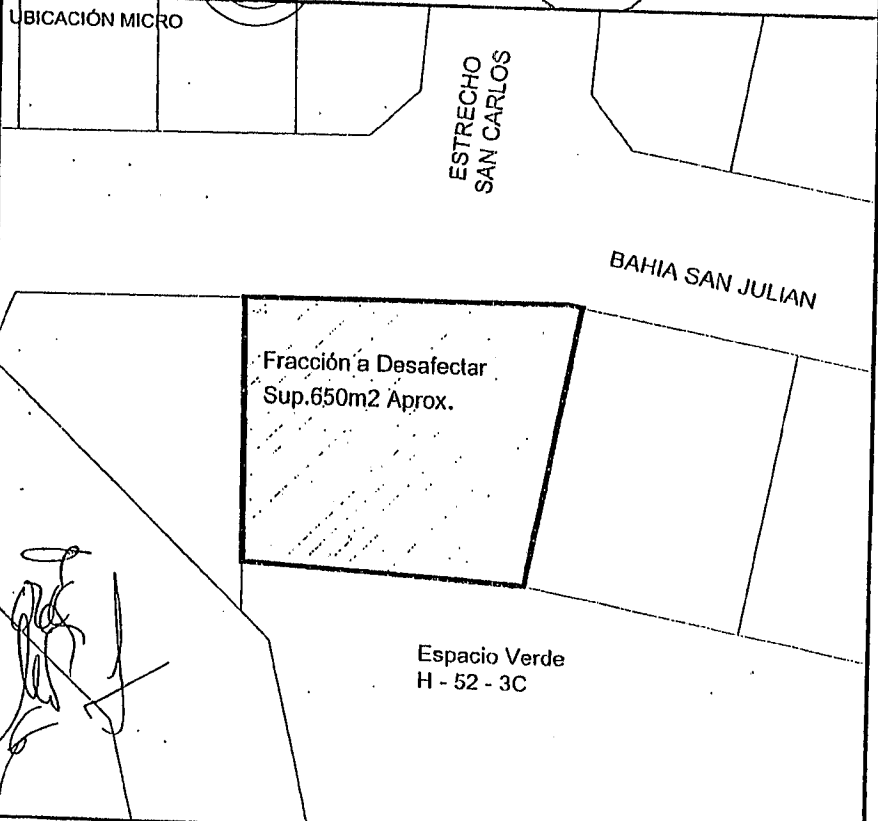 UBICACIÓN MICRO
ESTRECHO
SAN CARLOS
BAHIA SAN JULIAN
Fracción a Desafectar
Sup.650m2 Aprox.
Espacio Verde
H - 52 - 3C